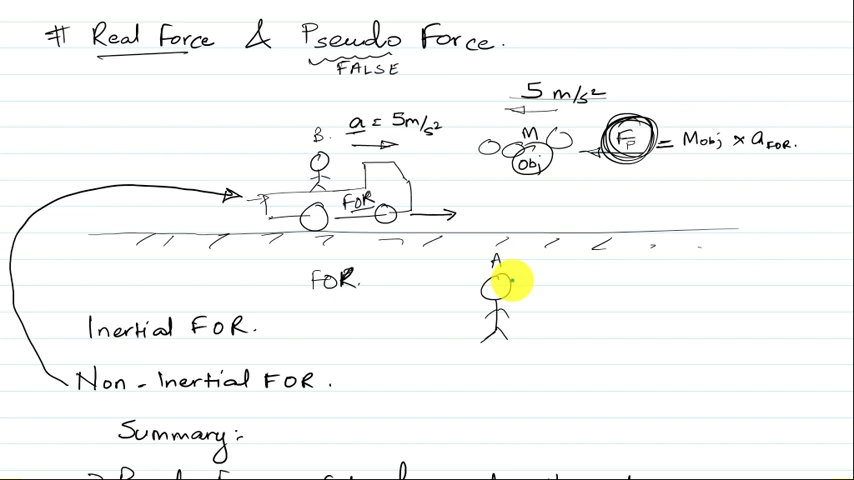 # Real Force & Pseudo Force.
FALSE
5 m/s²
B. a = 5m/s²
M
Obj
Fp = Mobj × aFOR.
FOR
A
FOR.
Inertial FOR.
Non-Inertial FOR.
Summary: